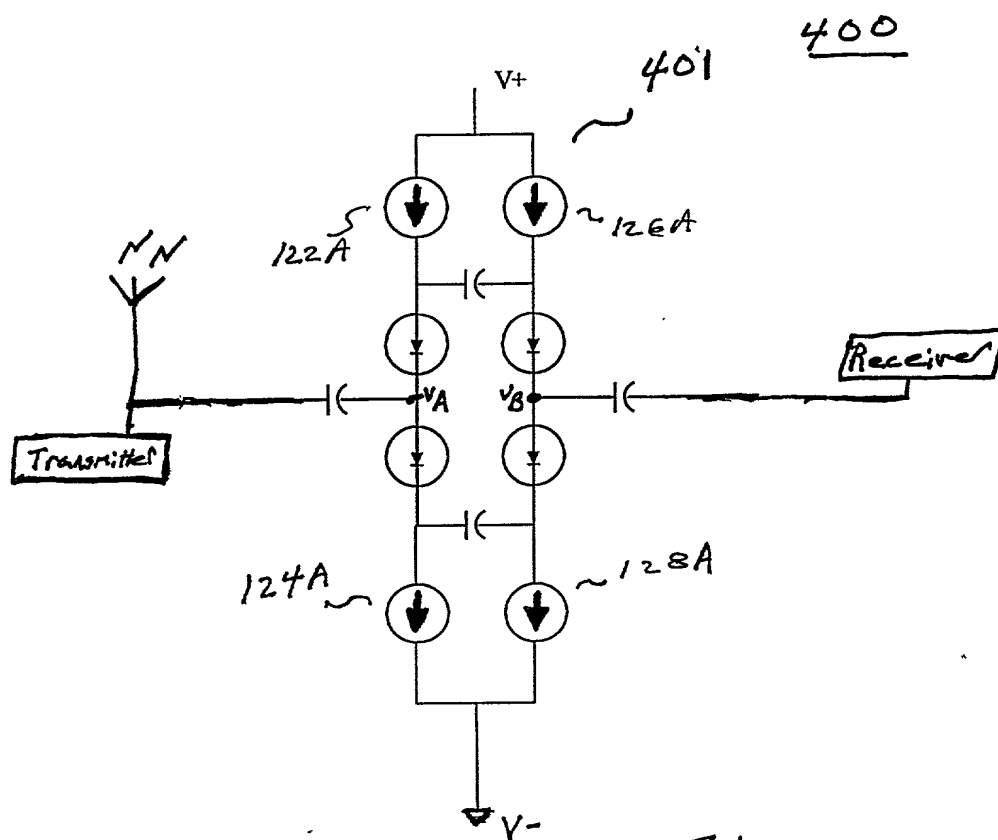 400
401
V+
122A
126A
VA
VB
Receiver
Transmitter
124A
128A
V-